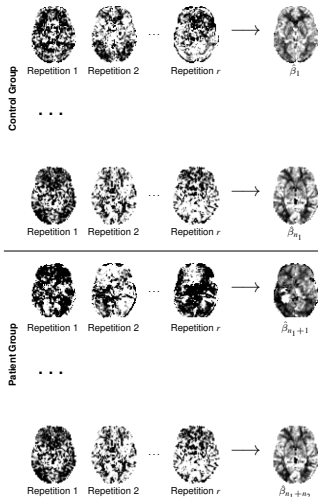 Control Group
Repetition 1 Repetition 2 ... Repetition r → β̂₁
...
Repetition 1 Repetition 2 ... Repetition r → β̂ₙ₁
Patient Group
Repetition 1 Repetition 2 ... Repetition r → β̂ₙ₁₊₁
...
Repetition 1 Repetition 2 ... Repetition r → β̂ₙ₁₊ₙ₂